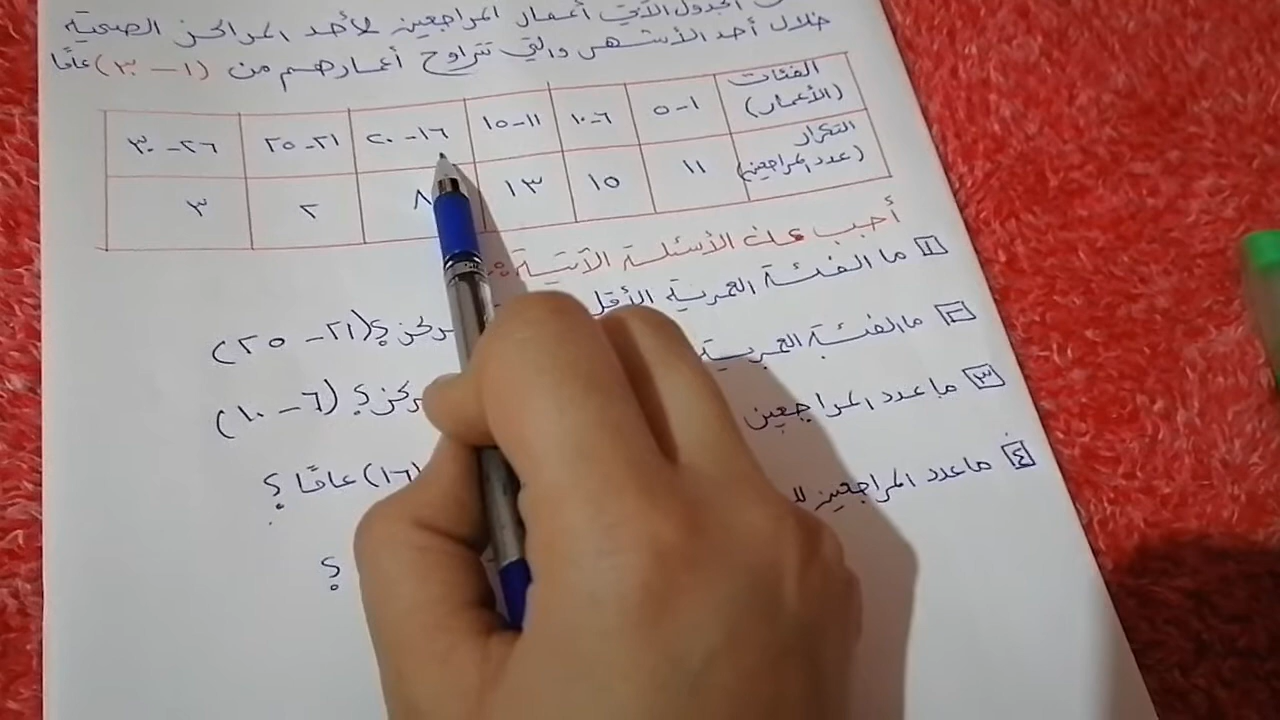 الجدول الآتي أعمار المراجعين لأحد المراكز الصحية
خلال أحد الأشهر والتي تتراوح أعمارهم من (١ – ٣٠) عامًا
الفئات (الأعمار) ١–٥ ٦–١٠ ١١–١٥ ١٦–٢٠ ٢١–٢٥ ٢٦–٣٠
التكرار (عدد المراجعين) ١١ ١٥ ١٣ ٨ ٢ ٣
أجب عن الأسئلة الآتية :-
١ ما الفئة العمرية الأقل ؟ (٢١ – ٢٥)
٢ ما الفئة العمرية ؟ (٦ – ١٠)
٣ ما عدد المراجعين (١٦) عامًا ؟
٤ ما عدد المراجعين ؟